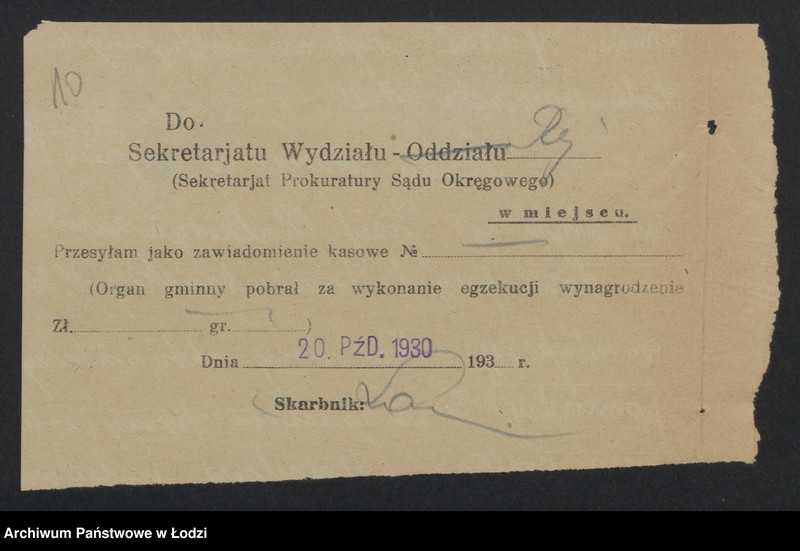 10
Do
Sekretarjatu Wydziału - Oddziału
(Sekretarjat Prokuratury Sądu Okręgowego)
w miejscu.
Przesyłam jako zawiadomienie kasowe №
(Organ gminny pobrał za wykonanie egzekucji wynagrodzenie
Zł. gr. )
Dnia 20. PŹD. 1930 193 r.
Skarbnik:
Archiwum Państwowe w Łodzi